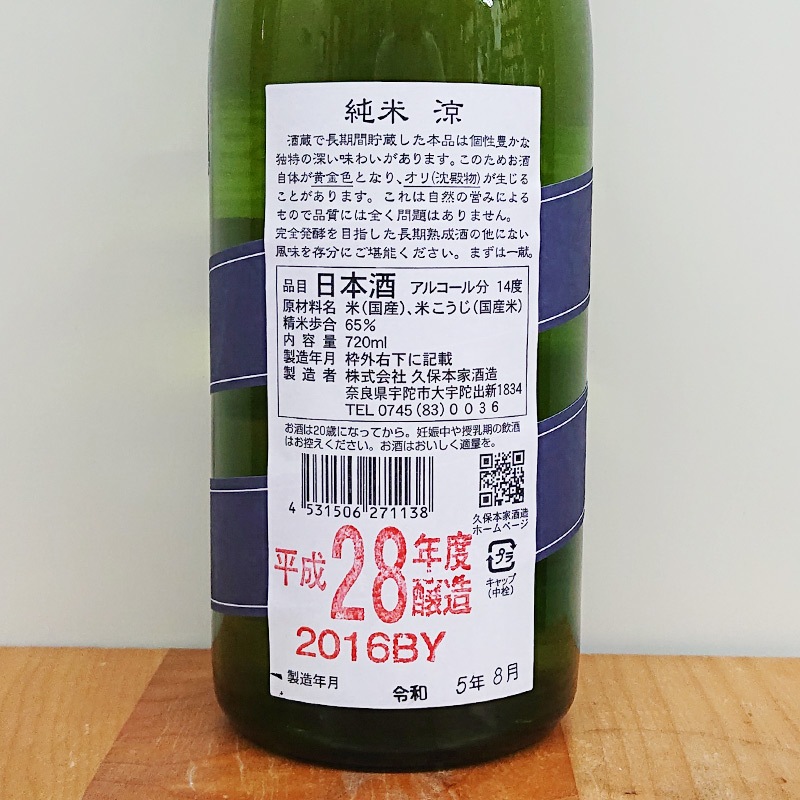 純米 涼
酒蔵で長期間貯蔵した本品は個性豊かな
独特の深い味わいがあります。このためお酒
自体が黄金色となり、オリ(沈殿物)が生じる
ことがあります。これは自然の営みによる
もので品質には全く問題はありません。
完全発酵を目指した長期熟成酒の他にない
風味を存分にご堪能ください。まずは一献。
品目 日本酒 アルコール分 14度
原材料名 米(国産)、米こうじ(国産米)
精米歩合 65%
内容量 720ml
製造年月 枠外右下に記載
製造者 株式会社 久保本家酒造
奈良県宇陀市大宇陀出新1834
TEL 0745(83)0036
お酒は20歳になってから。妊娠中や授乳期の飲酒
はお控えください。お酒はおいしく適量を。
4 531506 271138
久保本家酒造
ホームページ
平成28年度醸造
2016BY
プラ
キャップ
(中栓)
製造年月 令和 5年 8月